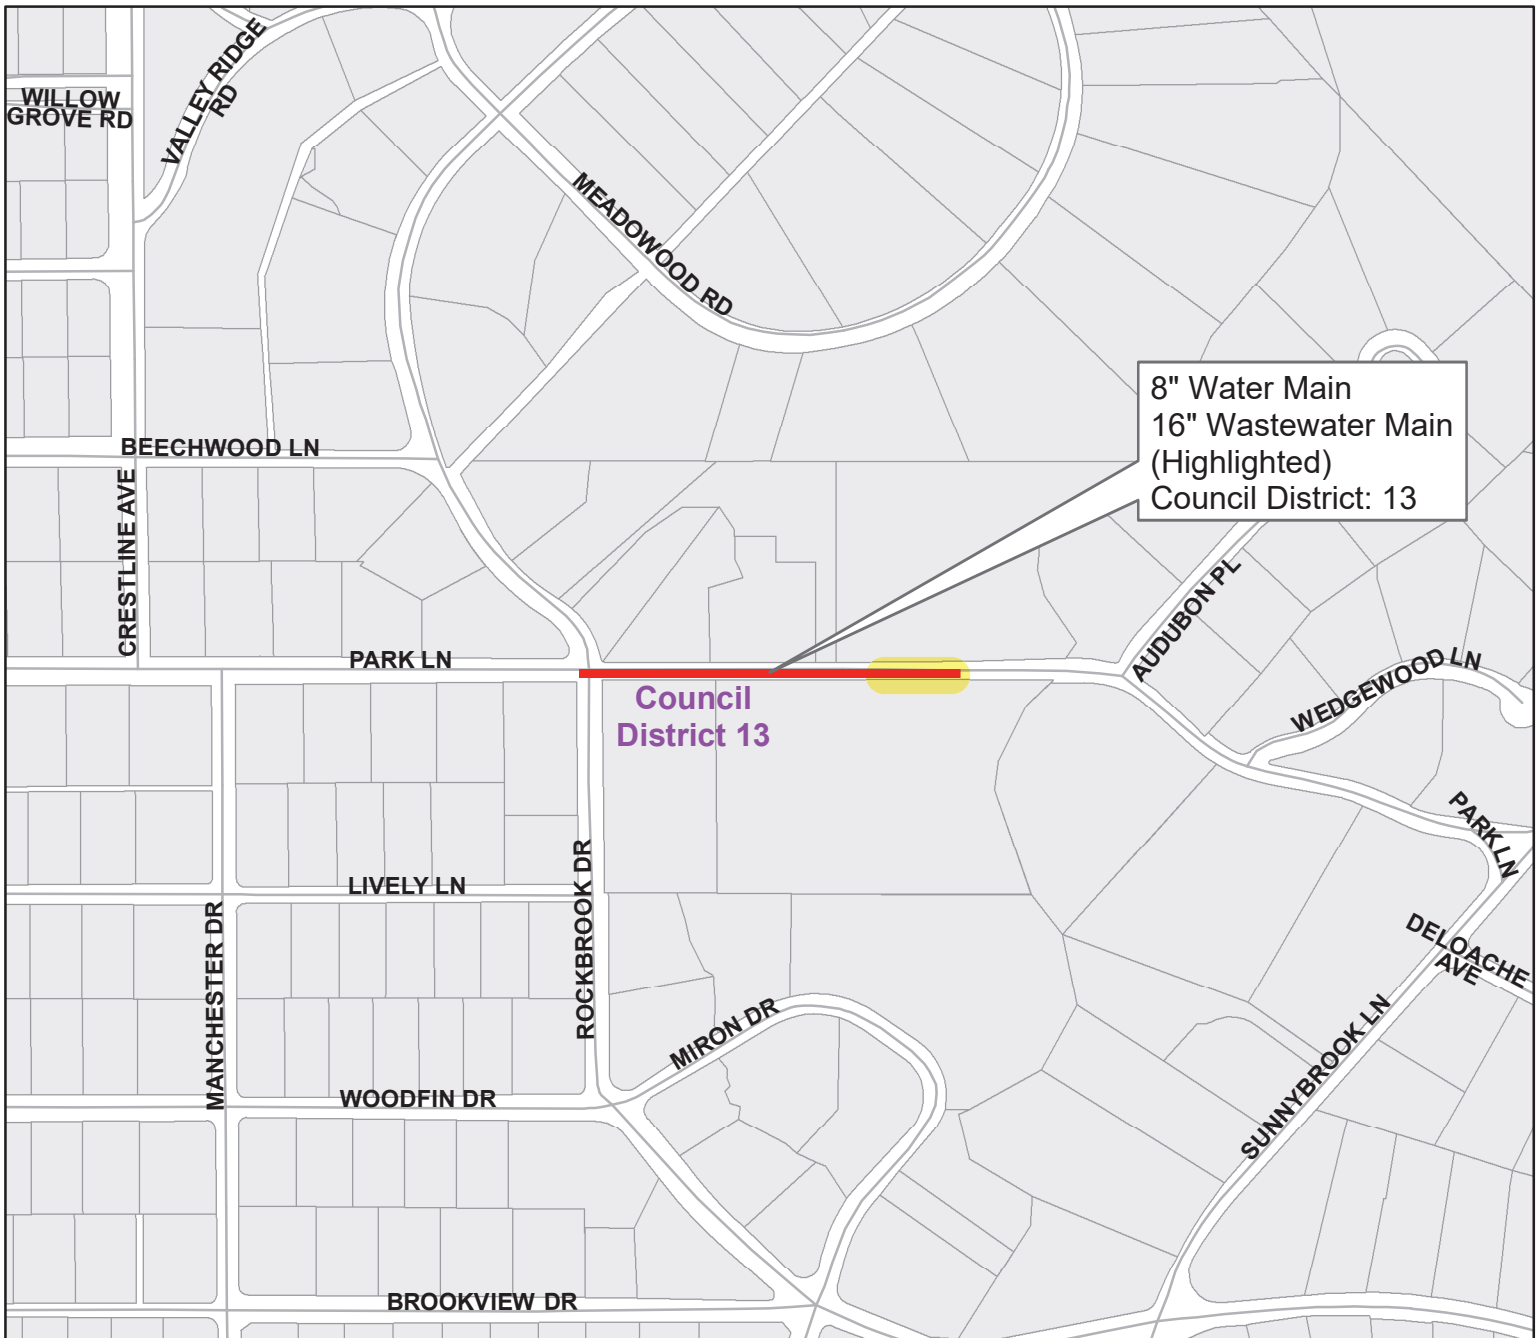 VALLEY RIDGE
RD
WILLOW
GROVE RD
MEADOWOOD RD
8" Water Main
16" Wastewater Main
(Highlighted)
Council District: 13
BEECHWOOD LN
CRESTLINE AVE
AUDUBON PL
PARK LN
WEDGEWOOD LN
Council
District 13
PARK LN
LIVELY LN
ROCKBROOK DR
MANCHESTER DR
DELOACHE
AVE
MIRON DR
SUNNYBROOK LN
WOODFIN DR
BROOKVIEW DR